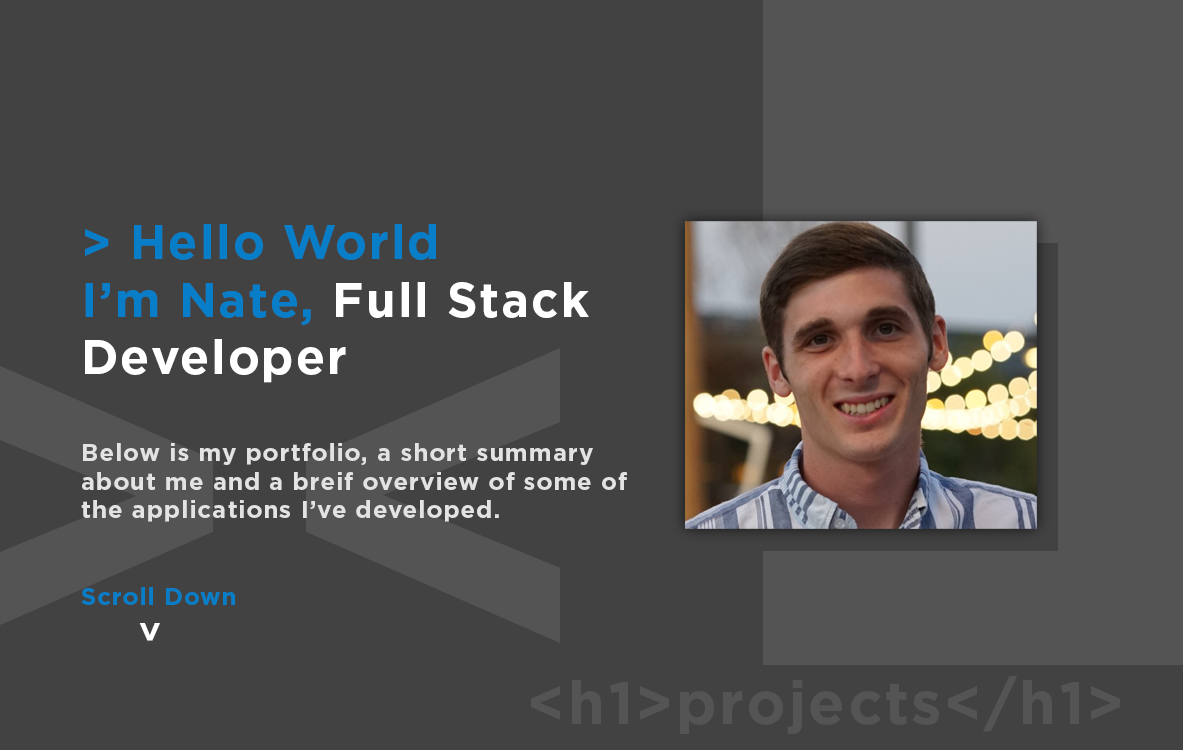 > Hello World
I’m Nate, Full Stack
Developer
Below is my portfolio, a short summary
about me and a breif overview of some of
the applications I’ve developed.
Scroll Down
v
<h1>projects</h1>